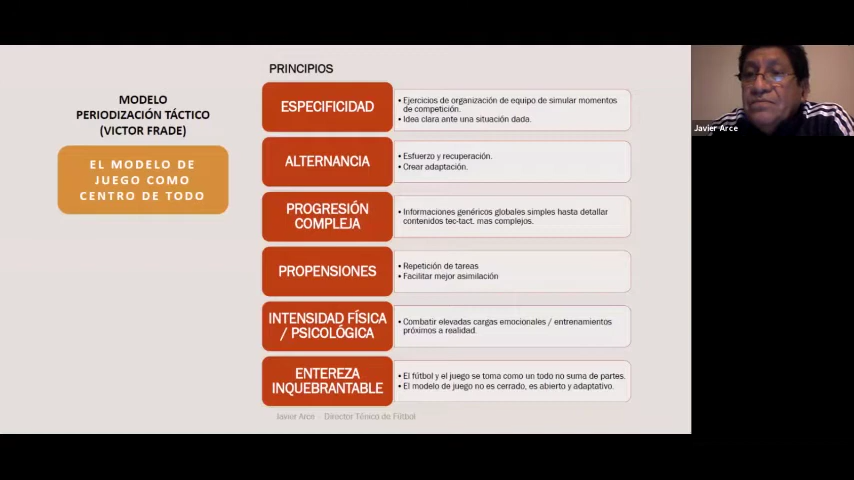 PRINCIPIOS
MODELO
PERIODIZACIÓN TÁCTICO
(VICTOR FRADE)
EL MODELO DE
JUEGO COMO
CENTRO DE TODO
ESPECIFICIDAD
• Ejercicios de organización de equipo de simular momentos
de competición.
• Idea clara ante una situación dada.
ALTERNANCIA
• Esfuerzo y recuperación.
• Crear adaptación.
PROGRESIÓN
COMPLEJA
• Informaciones genéricos globales simples hasta detallar
contenidos tec-tact. mas complejos.
PROPENSIONES
• Repetición de tareas
• Facilitar mejor asimilación
INTENSIDAD FÍSICA
/ PSICOLÓGICA
• Combatir elevadas cargas emocionales / entrenamientos
próximos a realidad.
ENTEREZA
INQUEBRANTABLE
• El fútbol y el juego se toma como un todo no suma de partes.
• El modelo de juego no es cerrado, es abierto y adaptativo.
Javier Arce - Director Ténico de Fútbol
Javier Arce